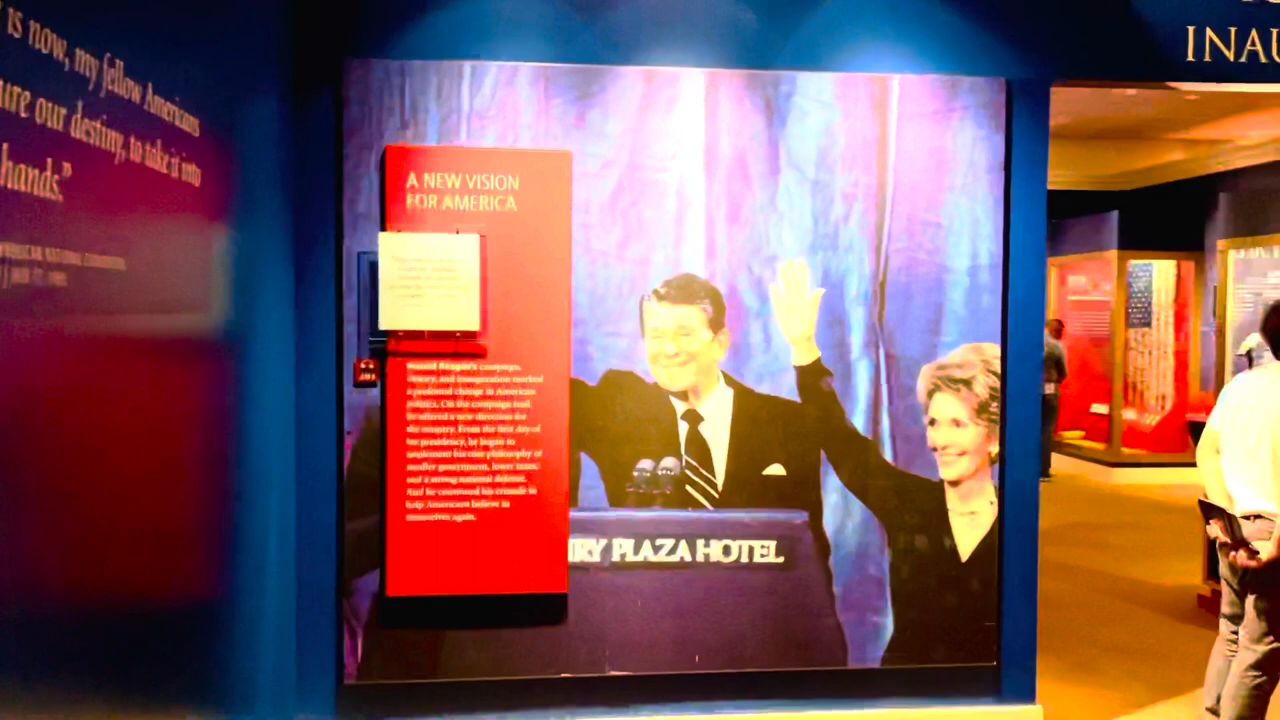 is now, my fellow Americans
ure our destiny, to take it into
hands.”
INAU
A NEW VISION
FOR AMERICA
201
Ronald Reagan's campaign,
victory, and inauguration marked
a profound change in American
politics. On the campaign trail,
he offered a new direction for
the country. From the first day of
his presidency, he began to
implement his core philosophy of
smaller government, lower taxes,
and a strong national defense.
And he continued his crusade to
help Americans believe in
themselves again.
RY PLAZA HOTEL